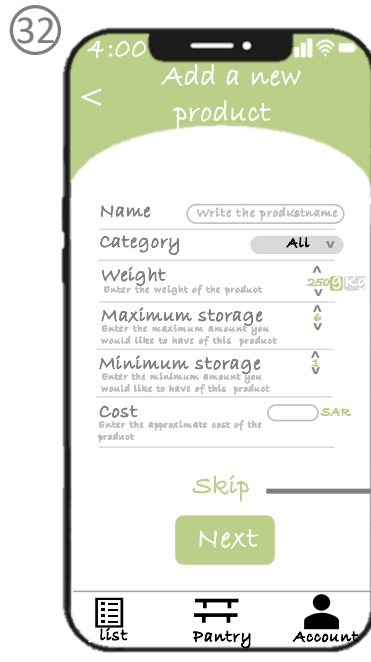 32
4:00
Add a new
product
<
Name Write the productname
Category All v
Weight 250 g Kg
Enter the weight of the product
Maximum storage 6
Enter the maximum amount you
would like to have of this product
Minimum storage 1
Enter the minimum amount you
would like to have of this product
Cost SAR
Enter the approximate cost of the
product
Skip
Next
list Pantry Account